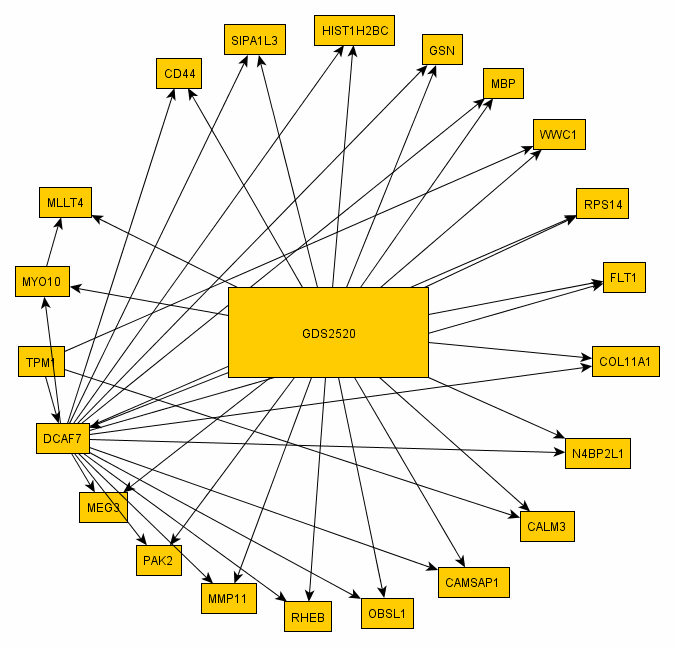 HIST1H2BC
SIPA1L3
GSN
CD44
MBP
WWC1
MLLT4
RPS14
MYO10
FLT1
GDS2520
TPM1
COL11A1
DCAF7
N4BP2L1
MEG3
CALM3
PAK2
CAMSAP1
MMP11
OBSL1
RHEB